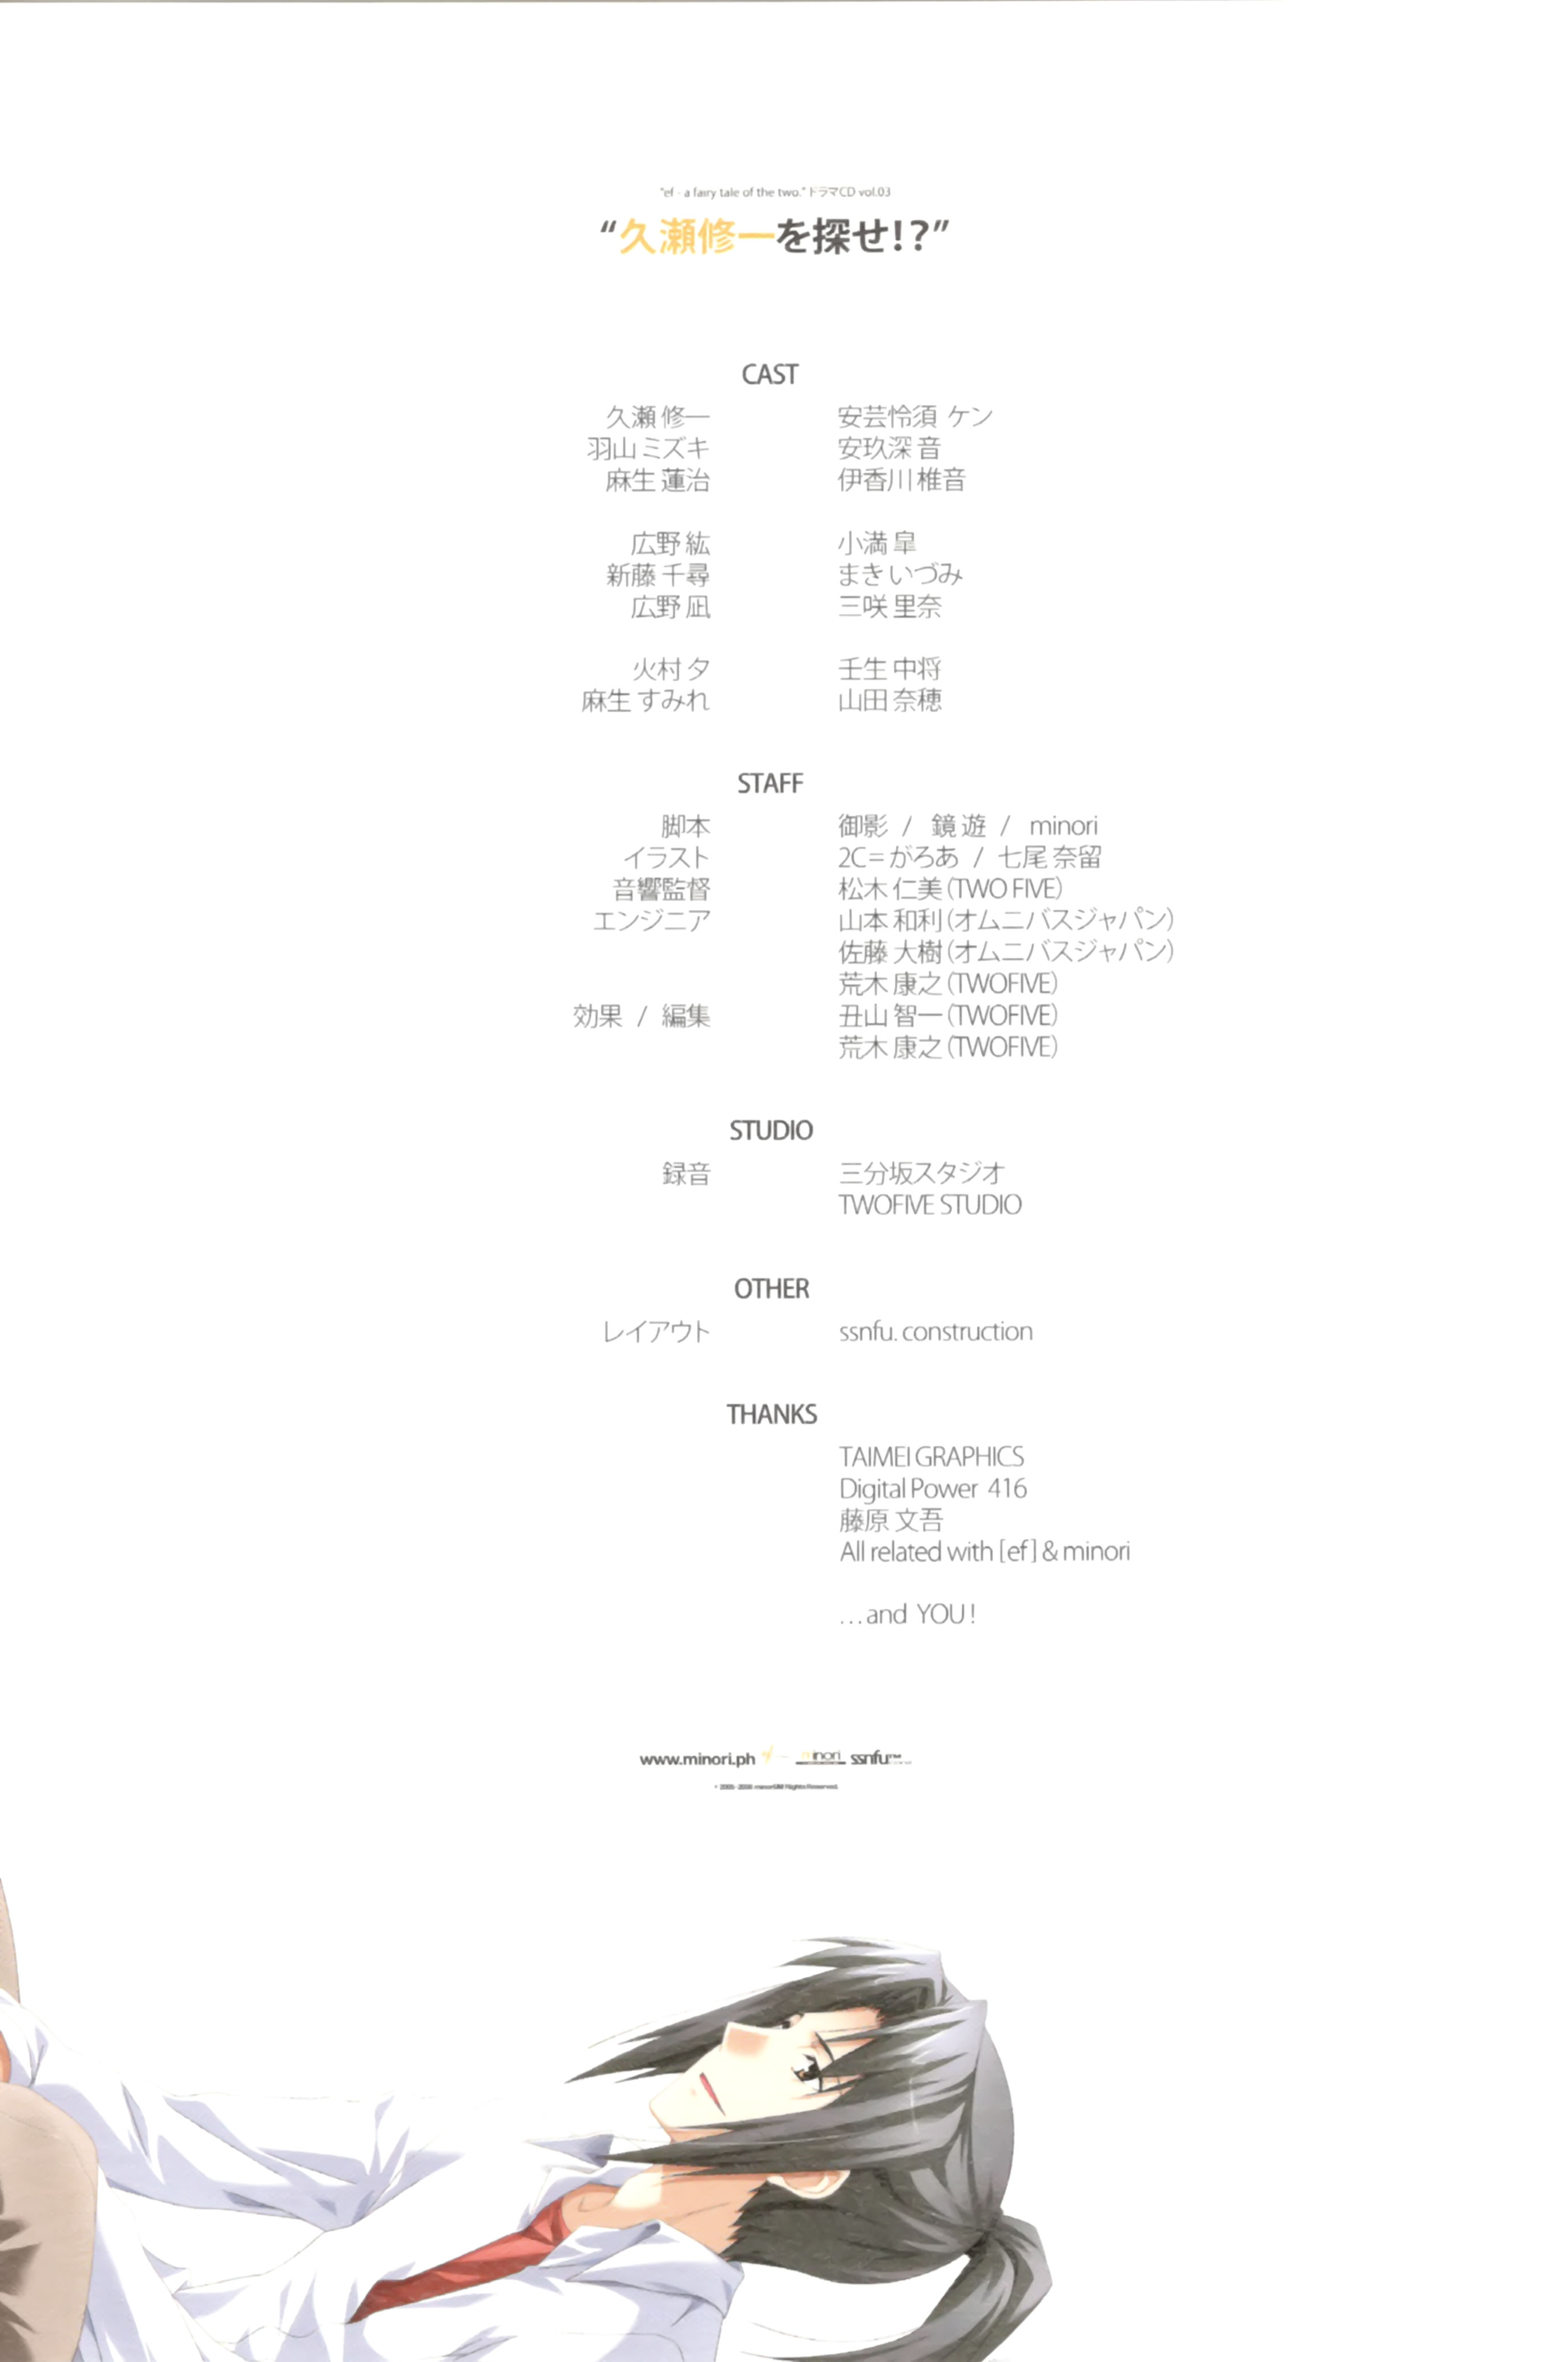 "ef - a fairy tale of the two." ドラマCD vol.03
“久瀬修一を探せ!?”
CAST
久瀬 修一 安芸怜須 ケン
羽山 ミズキ 安玖深 音
麻生 蓮治 伊香川 椎音
広野 紘 小満 皐
新藤 千尋 まき いづみ
広野 凪 三咲 里奈
火村 夕 壬生 中将
麻生 すみれ 山田 奈穂
STAFF
脚本 御影 / 鏡 遊 / minori
イラスト 2C=がろあ / 七尾 奈留
音響監督 松木 仁美 (TWO FIVE)
エンジニア 山本 和利 (オムニバスジャパン)
佐藤 大樹 (オムニバスジャパン)
荒木 康之 (TWOFIVE)
効果 / 編集 丑山 智一 (TWOFIVE)
荒木 康之 (TWOFIVE)
STUDIO
録音 三分坂スタジオ
TWOFIVE STUDIO
OTHER
レイアウト ssnfu. construction
THANKS
TAIMEI GRAPHICS
Digital Power 416
藤原 文吾
All related with [ef] & minori
...and YOU!
www.minori.ph ef minori ssnfu™